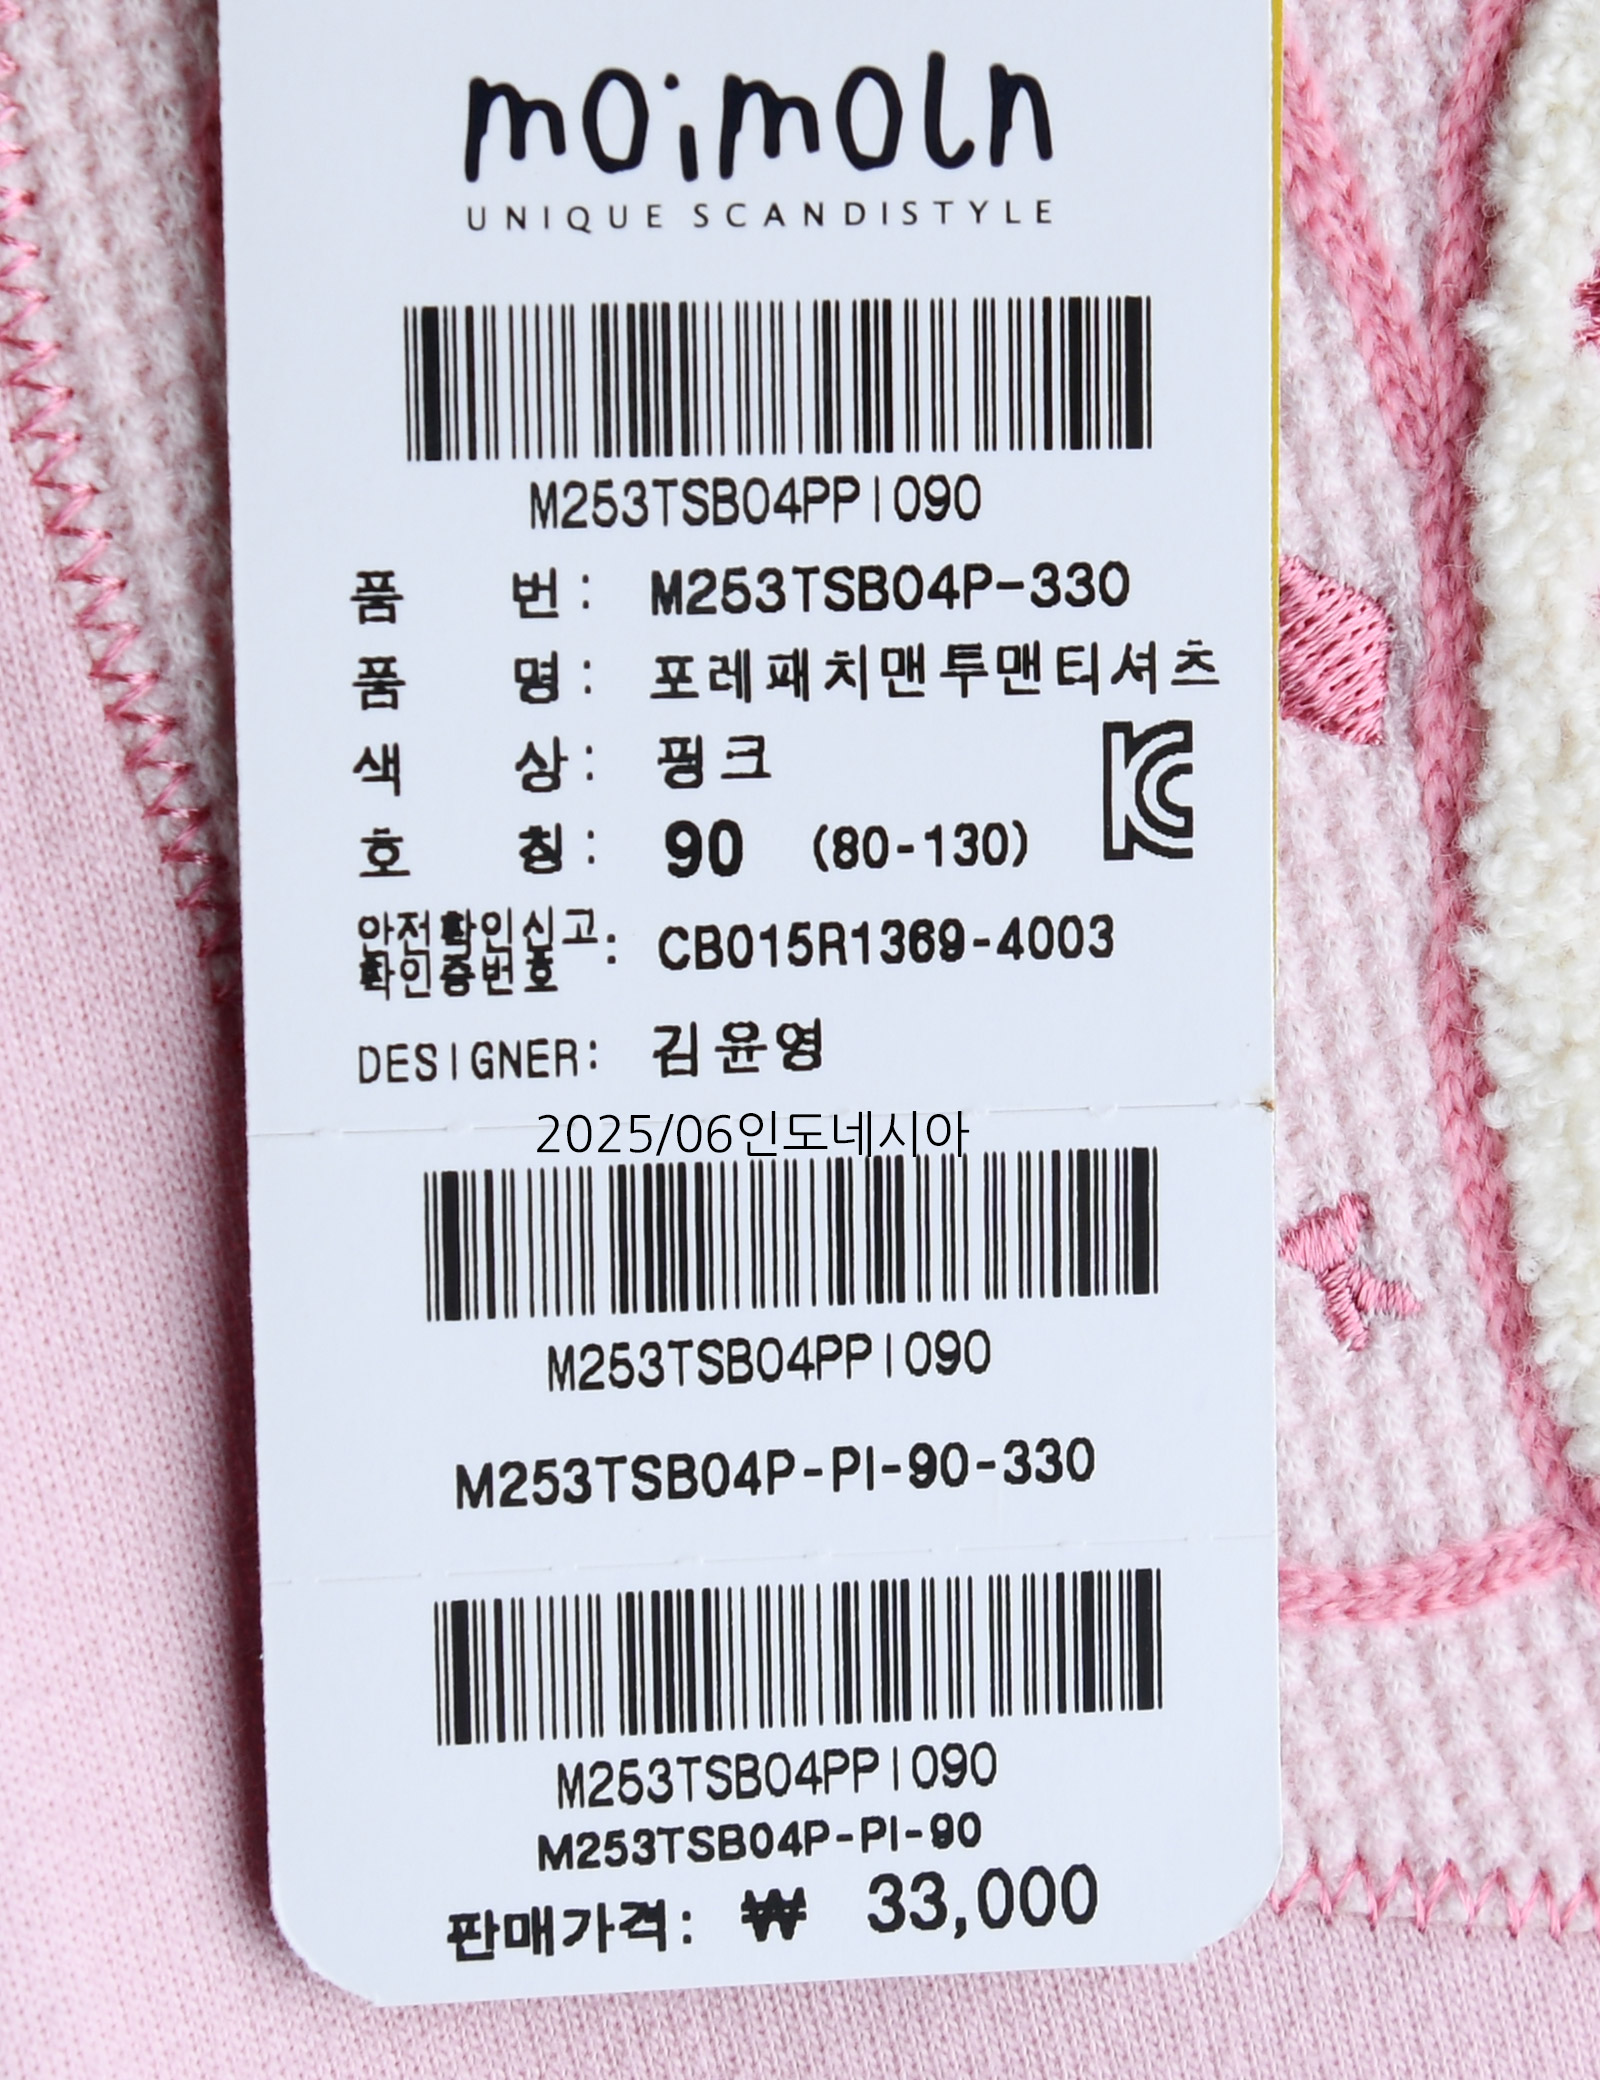 moimoln
UNIQUE SCANDISTYLE
M253TSB04PPI090
품 번 : M253TSB04P-330
품 명 : 포레패치맨투맨티셔츠
색 상 : 핑크
호 칭 : 90 (80-130)
안전확인신고
확인증번호 : CB015R1369-4003
DESIGNER: 김윤영
2025/06인도네시아
M253TSB04PPI090
M253TSB04P-PI-90-330
M253TSB04PPI090
M253TSB04P-PI-90
판매가격: ₩ 33,000